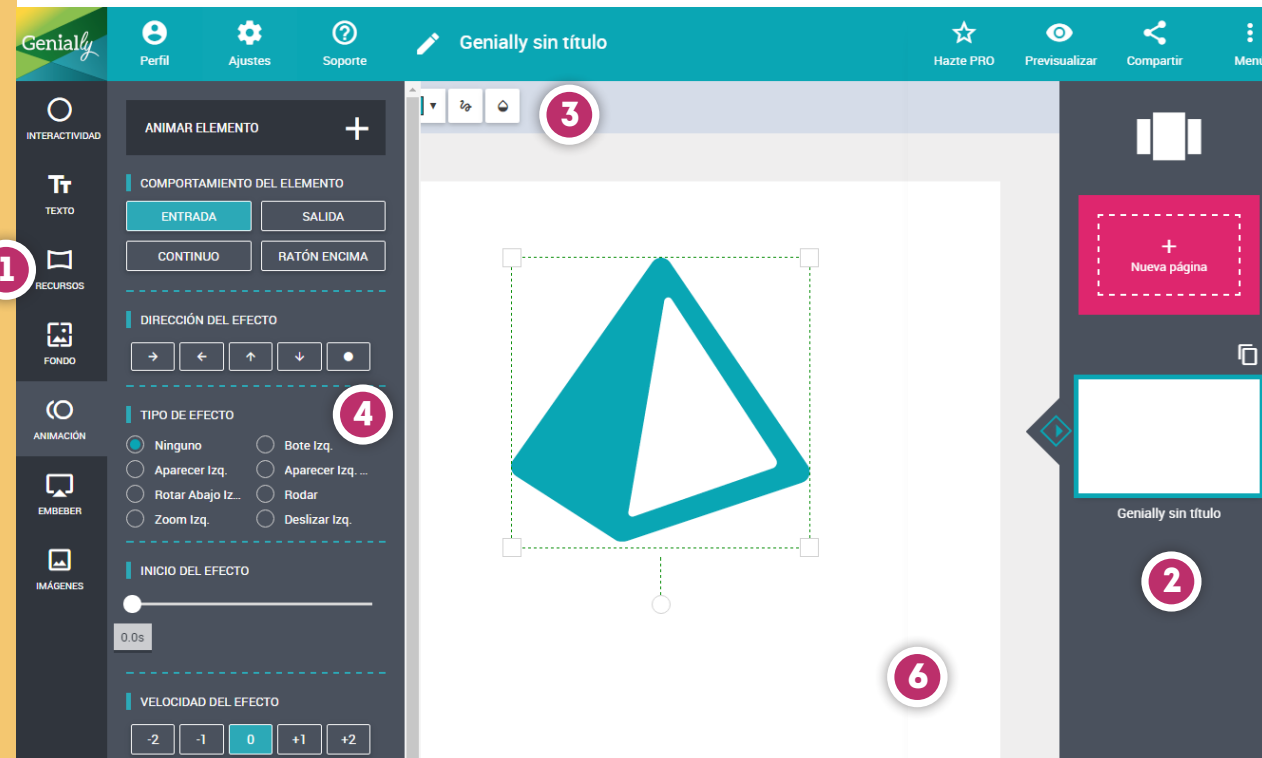 Genially
Perfil
Ajustes
Soporte
Genially sin título
Hazte PRO
Previsualizar
Compartir
Menú
INTERACTIVIDAD
TEXTO
1
RECURSOS
FONDO
ANIMACIÓN
EMBEBER
IMÁGENES
ANIMAR ELEMENTO +
COMPORTAMIENTO DEL ELEMENTO
ENTRADA
SALIDA
CONTINUO
RATÓN ENCIMA
DIRECCIÓN DEL EFECTO
4
TIPO DE EFECTO
Ninguno
Bote Izq.
Aparecer Izq.
Aparecer Izq. ...
Rotar Abajo Iz...
Rodar
Zoom Izq.
Deslizar Izq.
INICIO DEL EFECTO
0.0s
VELOCIDAD DEL EFECTO
-2
-1
0
+1
+2
3
6
+
Nueva página
Genially sin título
2